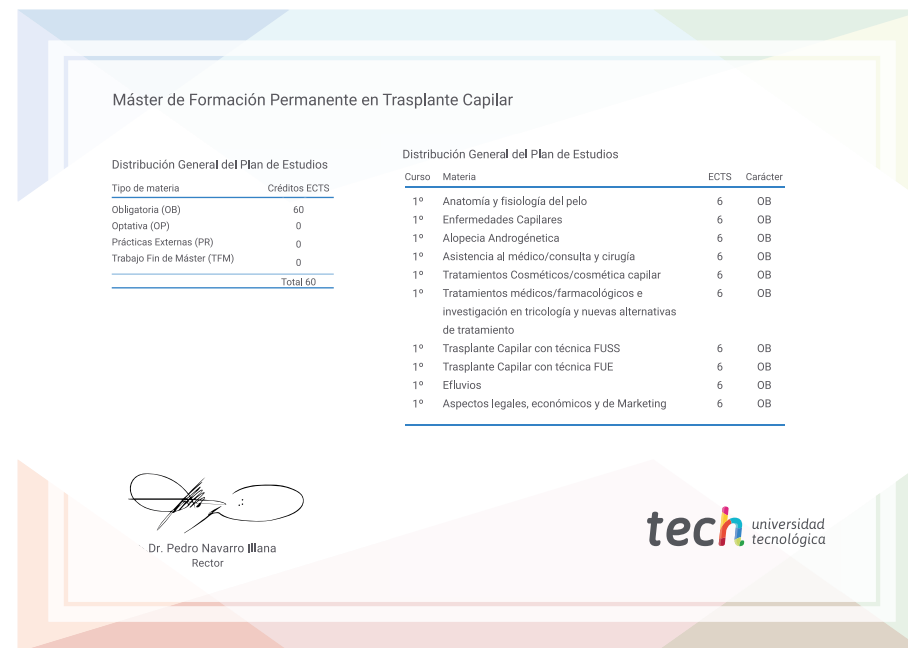 Máster de Formación Permanente en Trasplante Capilar
Distribución General del Plan de Estudios
Tipo de materia Créditos ECTS
Obligatoria (OB) 60
Optativa (OP) 0
Prácticas Externas (PR) 0
Trabajo Fin de Máster (TFM) 0
Total 60
Distribución General del Plan de Estudios
Curso Materia ECTS Carácter
1º Anatomía y fisiología del pelo 6 OB
1º Enfermedades Capilares 6 OB
1º Alopecia Androgénetica 6 OB
1º Asistencia al médico/consulta y cirugía 6 OB
1º Tratamientos Cosméticos/cosmética capilar 6 OB
1º Tratamientos médicos/farmacológicos e 6 OB
investigación en tricología y nuevas alternativas
de tratamiento
1º Trasplante Capilar con técnica FUSS 6 OB
1º Trasplante Capilar con técnica FUE 6 OB
1º Efluvios 6 OB
1º Aspectos legales, económicos y de Marketing 6 OB
Dr. Pedro Navarro Illana
Rector
tech universidad
tecnológica